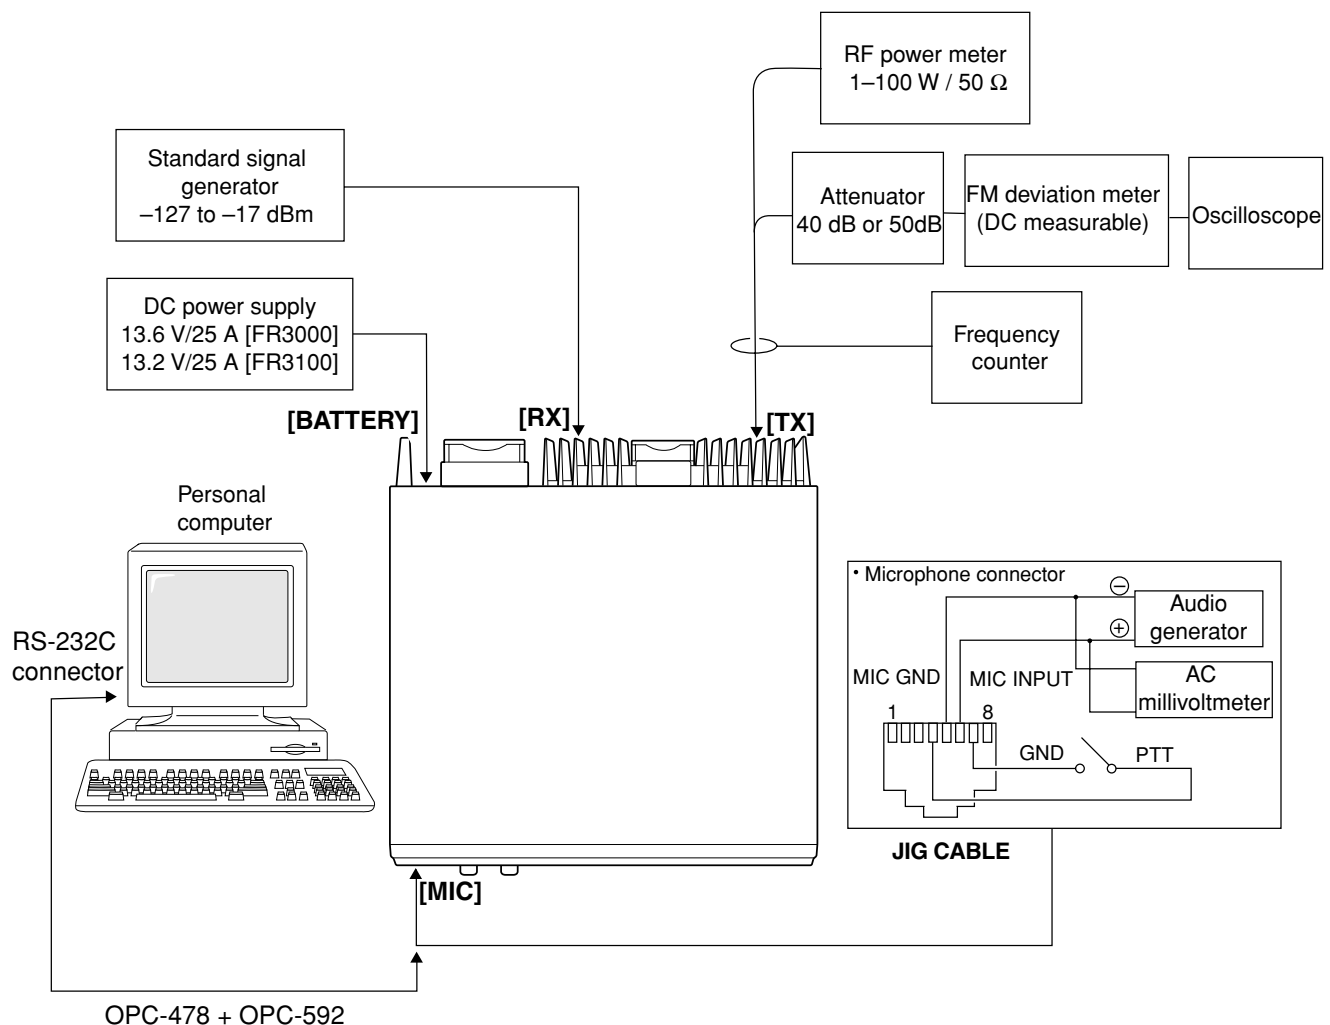 RF power meter
1–100 W / 50 Ω
Standard signal
generator
–127 to –17 dBm
Attenuator
40 dB or 50dB
FM deviation meter
(DC measurable)
Oscilloscope
DC power supply
13.6 V/25 A [FR3000]
13.2 V/25 A [FR3100]
Frequency
counter
[BATTERY]
[RX]
[TX]
Personal
computer
RS-232C
connector
• Microphone connector
–
+
Audio
generator
MIC GND
MIC INPUT
AC
millivoltmeter
1
8
GND
PTT
JIG CABLE
[MIC]
OPC-478 + OPC-592